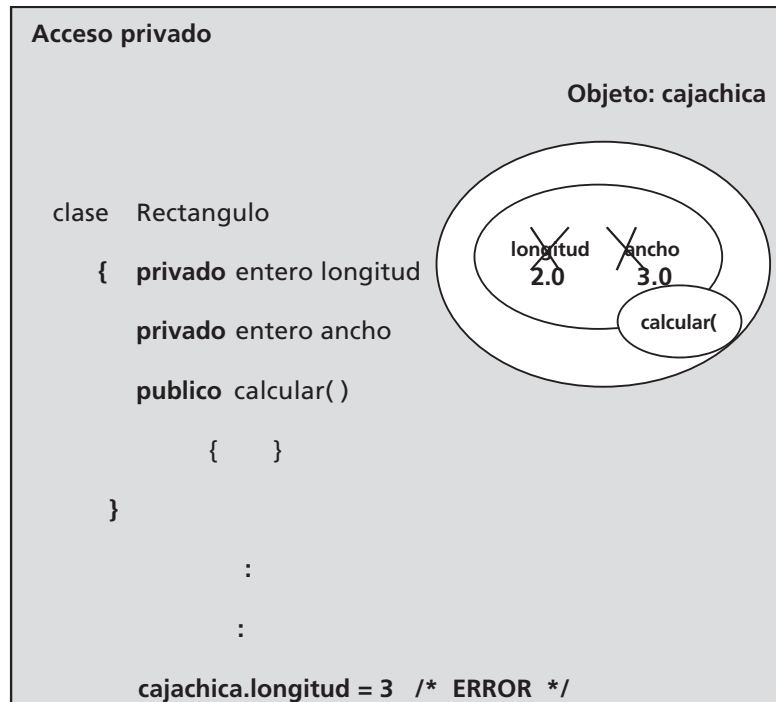 Acceso privado
Objeto: cajachica
clase Rectangulo
{ privado entero longitud
privado entero ancho
publico calcular( )
{ }
}
:
:
cajachica.longitud = 3 /* ERROR */
longitud ancho
2.0 3.0
calcular(